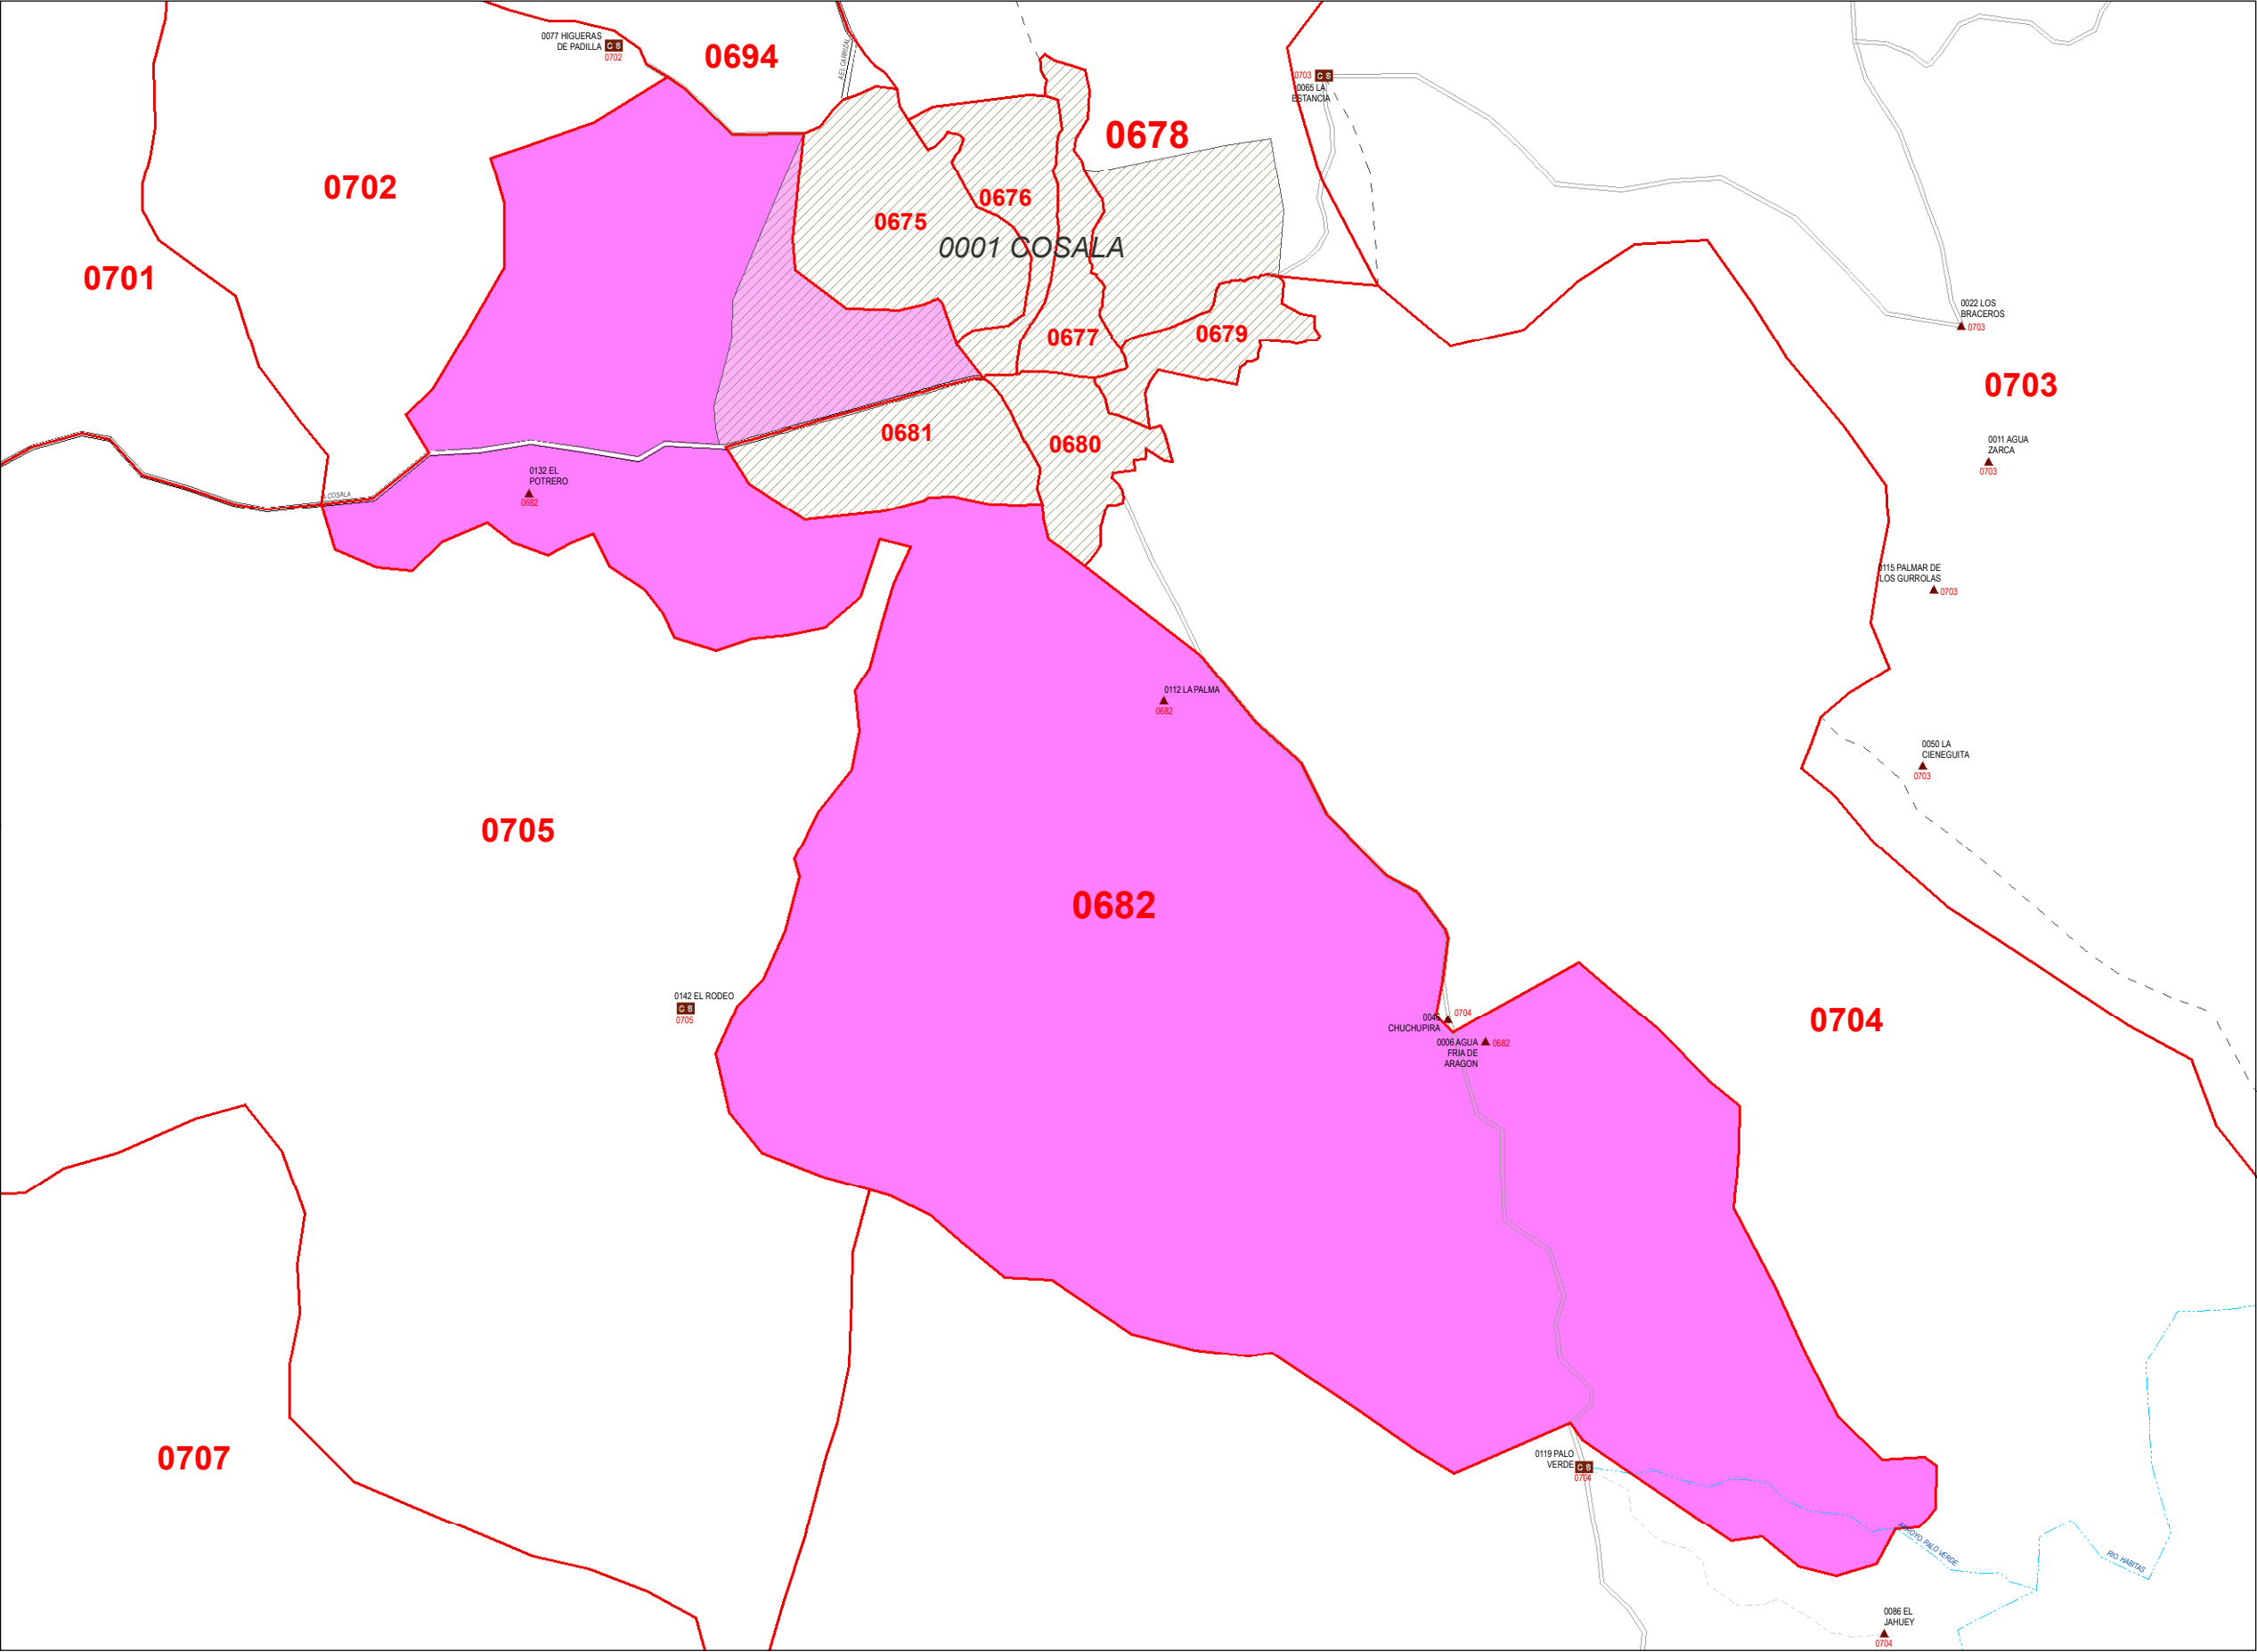 0077 HIGUERAS
DE PADILLA
C S
0702
0694
A EL CARRIZAL
0678
0703
C S
0065 LA
ESTANCIA
0702
0676
0675
0001 COSALA
0701
0677
0679
0022 LOS
BRACEROS
0703
0703
0681
0680
0011 AGUA
ZARCA
0703
0132 EL
POTRERO
0682
COSALA
0115 PALMAR DE
LOS GURROLAS
0703
0112 LA PALMA
0682
0050 LA
CIENEGUITA
0703
0705
0682
0142 EL RODEO
C S
0705
CHUCHUPIRA
0704
0006 AGUA
FRIA DE
ARAGON
0682
0704
0707
0119 PALO
VERDE
C S
0704
ARROYO PALO VERDE
RIO HABITAS
0086 EL
JAHUEY
0704